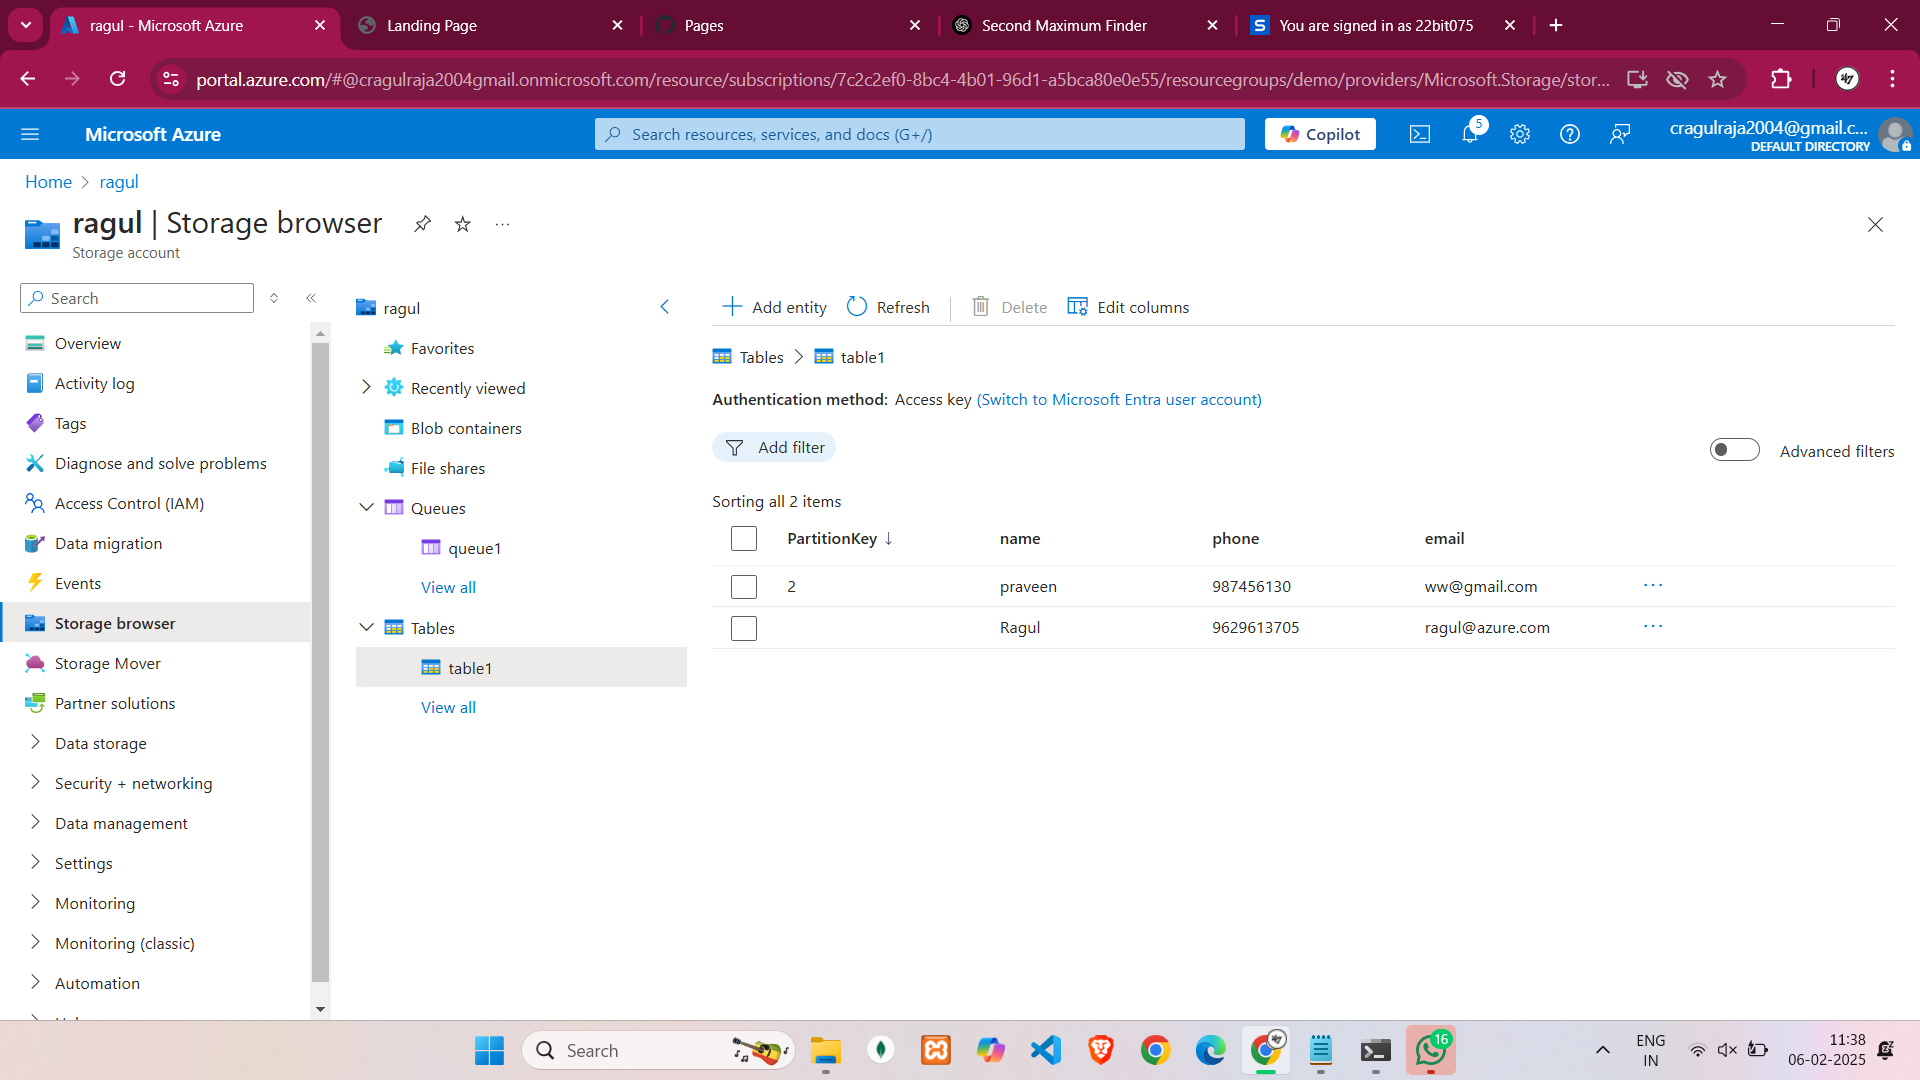 ragul - Microsoft Azure
Landing Page
Pages
Second Maximum Finder
You are signed in as 22bit075
portal.azure.com/#@cragulraja2004gmail.onmicrosoft.com/resource/subscriptions/7c2c2ef0-8bc4-4b01-96d1-a5bca80e0e55/resourcegroups/demo/providers/Microsoft.Storage/stor...
Microsoft Azure
Search resources, services, and docs (G+/)
Copilot
5
cragulraja2004@gmail.c...
DEFAULT DIRECTORY
Home > ragul
ragul | Storage browser
Storage account
Search
Overview
Activity log
Tags
Diagnose and solve problems
Access Control (IAM)
Data migration
Events
Storage browser
Storage Mover
Partner solutions
Data storage
Security + networking
Data management
Settings
Monitoring
Monitoring (classic)
Automation
ragul
Favorites
Recently viewed
Blob containers
File shares
Queues
queue1
View all
Tables
table1
View all
Add entity
Refresh
Delete
Edit columns
Tables > table1
Authentication method: Access key (Switch to Microsoft Entra user account)
Add filter
Advanced filters
Sorting all 2 items
PartitionKey ↓ name phone email
2 praveen 987456130 ww@gmail.com
Ragul 9629613705 ragul@azure.com
Search
16
ENG
IN
11:38
06-02-2025